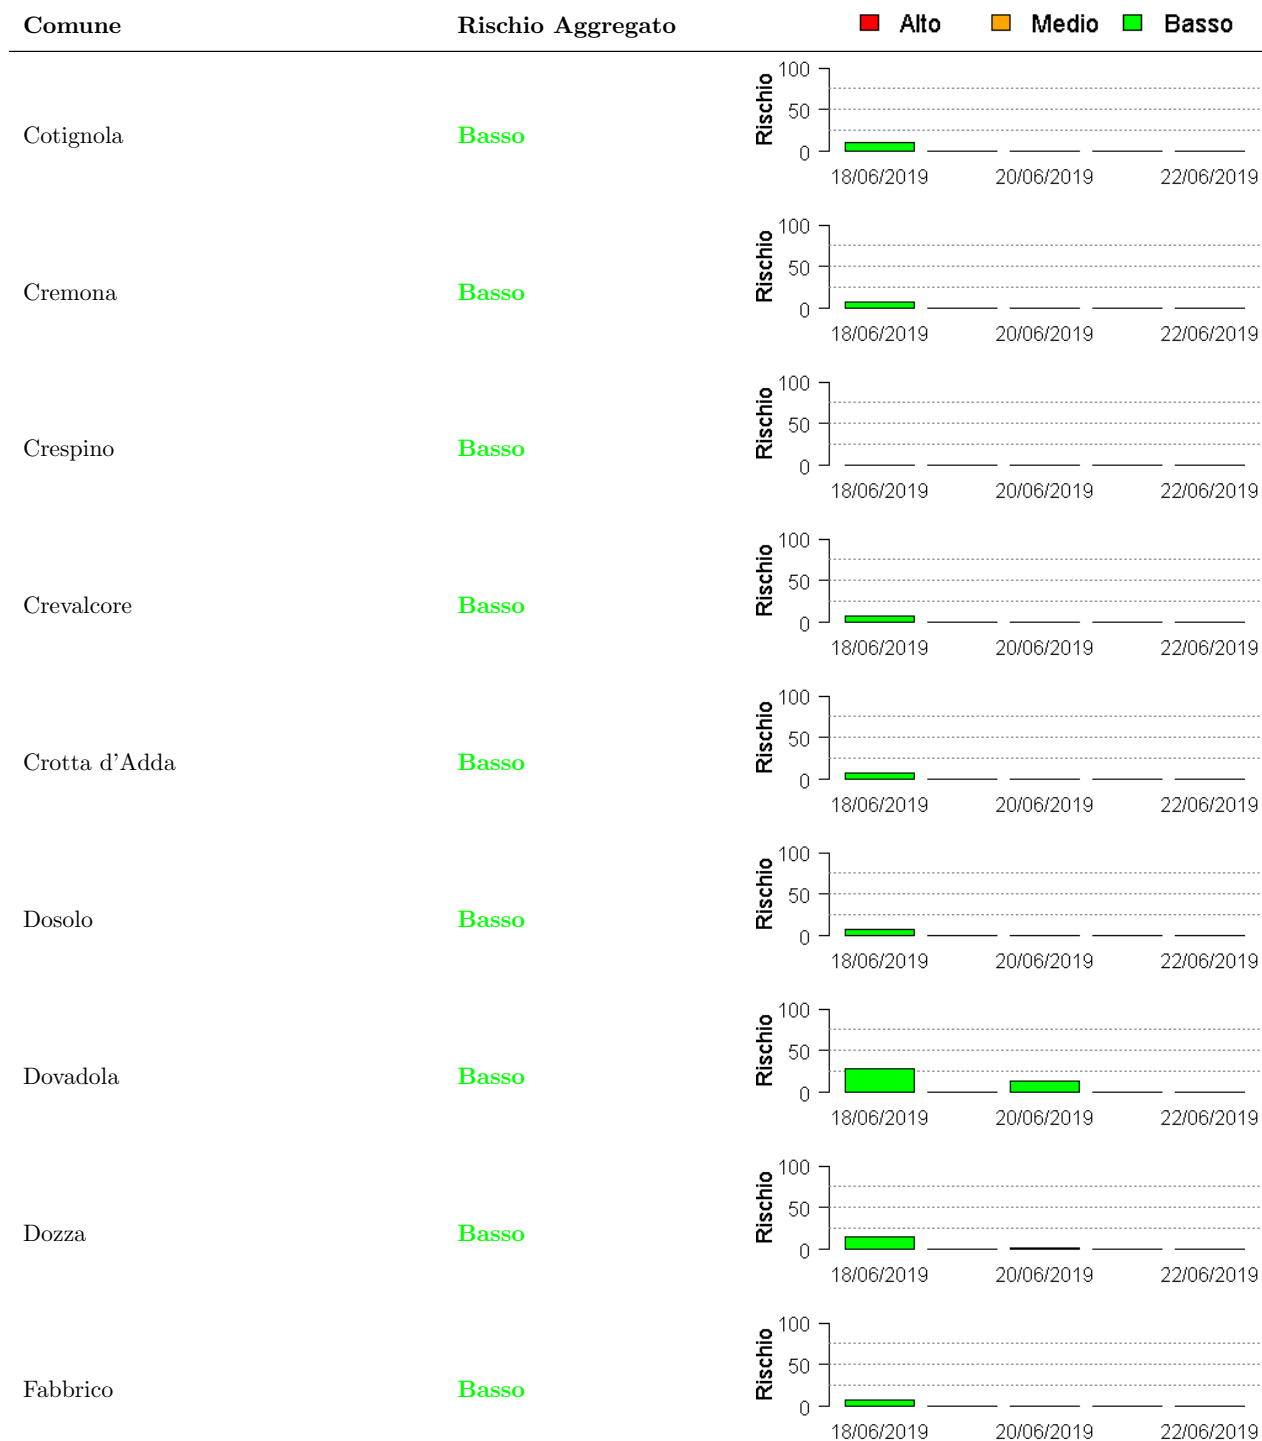 Comune Rischio Aggregato Alto Medio Basso
Cotignola Basso Rischio 100 50 0
18/06/2019 20/06/2019 22/06/2019
Cremona Basso Rischio 100 50 0
18/06/2019 20/06/2019 22/06/2019
Crespino Basso Rischio 100 50 0
18/06/2019 20/06/2019 22/06/2019
Crevalcore Basso Rischio 100 50 0
18/06/2019 20/06/2019 22/06/2019
Crotta d'Adda Basso Rischio 100 50 0
18/06/2019 20/06/2019 22/06/2019
Dosolo Basso Rischio 100 50 0
18/06/2019 20/06/2019 22/06/2019
Dovadola Basso Rischio 100 50 0
18/06/2019 20/06/2019 22/06/2019
Dozza Basso Rischio 100 50 0
18/06/2019 20/06/2019 22/06/2019
Fabbrico Basso Rischio 100 50 0
18/06/2019 20/06/2019 22/06/2019